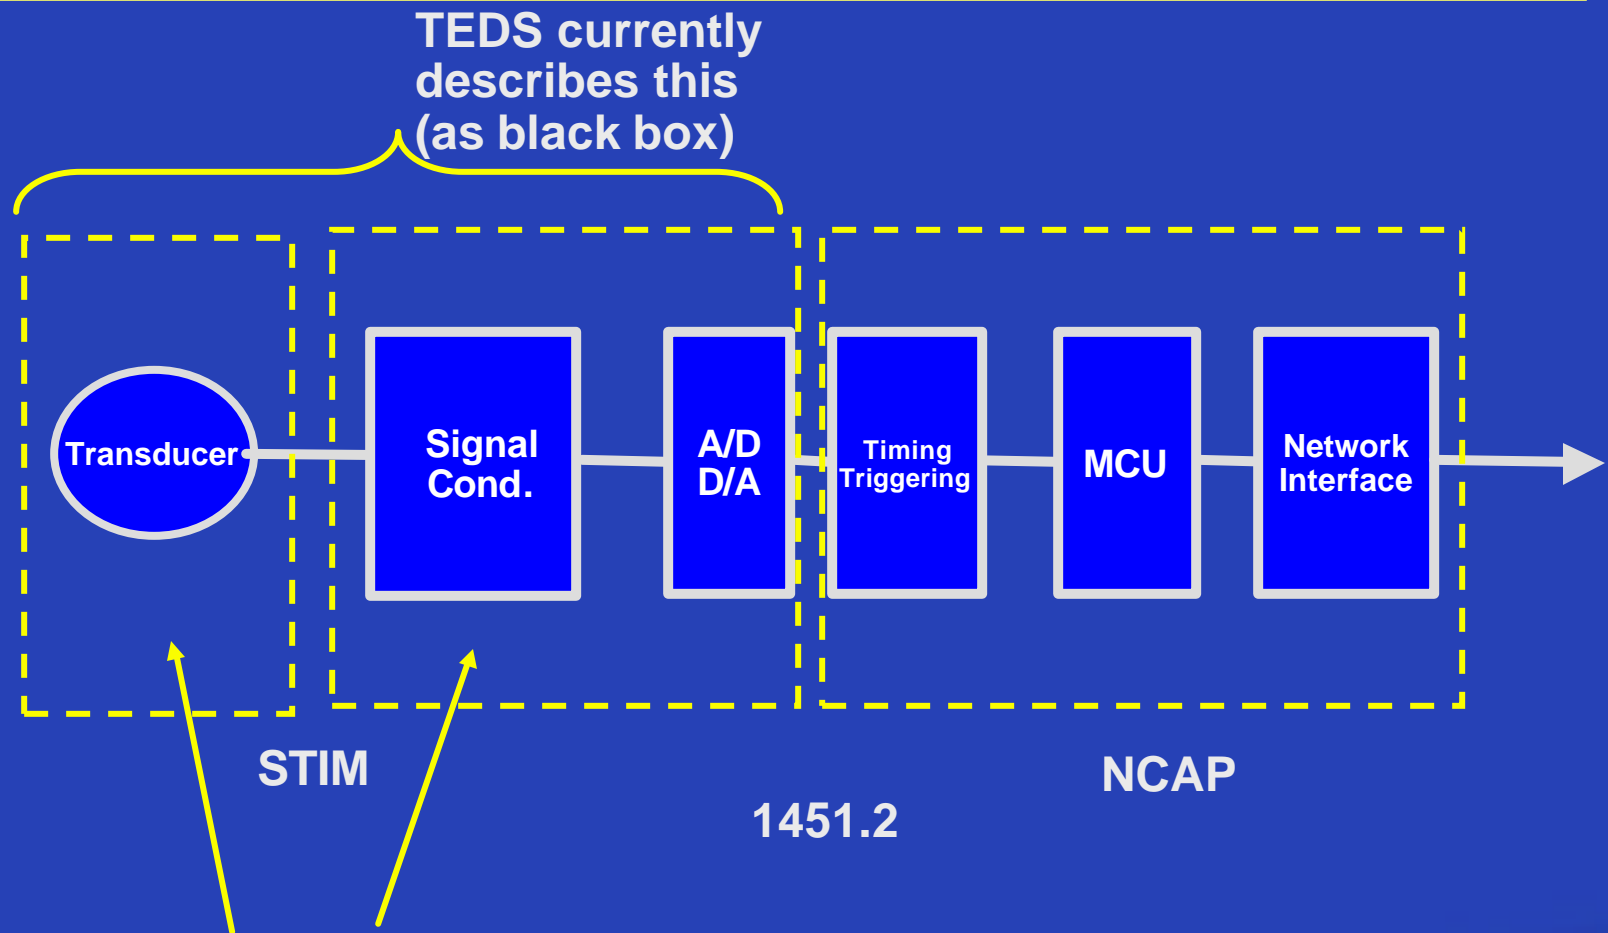 TEDS currently
describes this
(as black box)
Transducer
Signal
Cond.
A/D
D/A
Timing
Triggering
MCU
Network
Interface
STIM
NCAP
1451.2